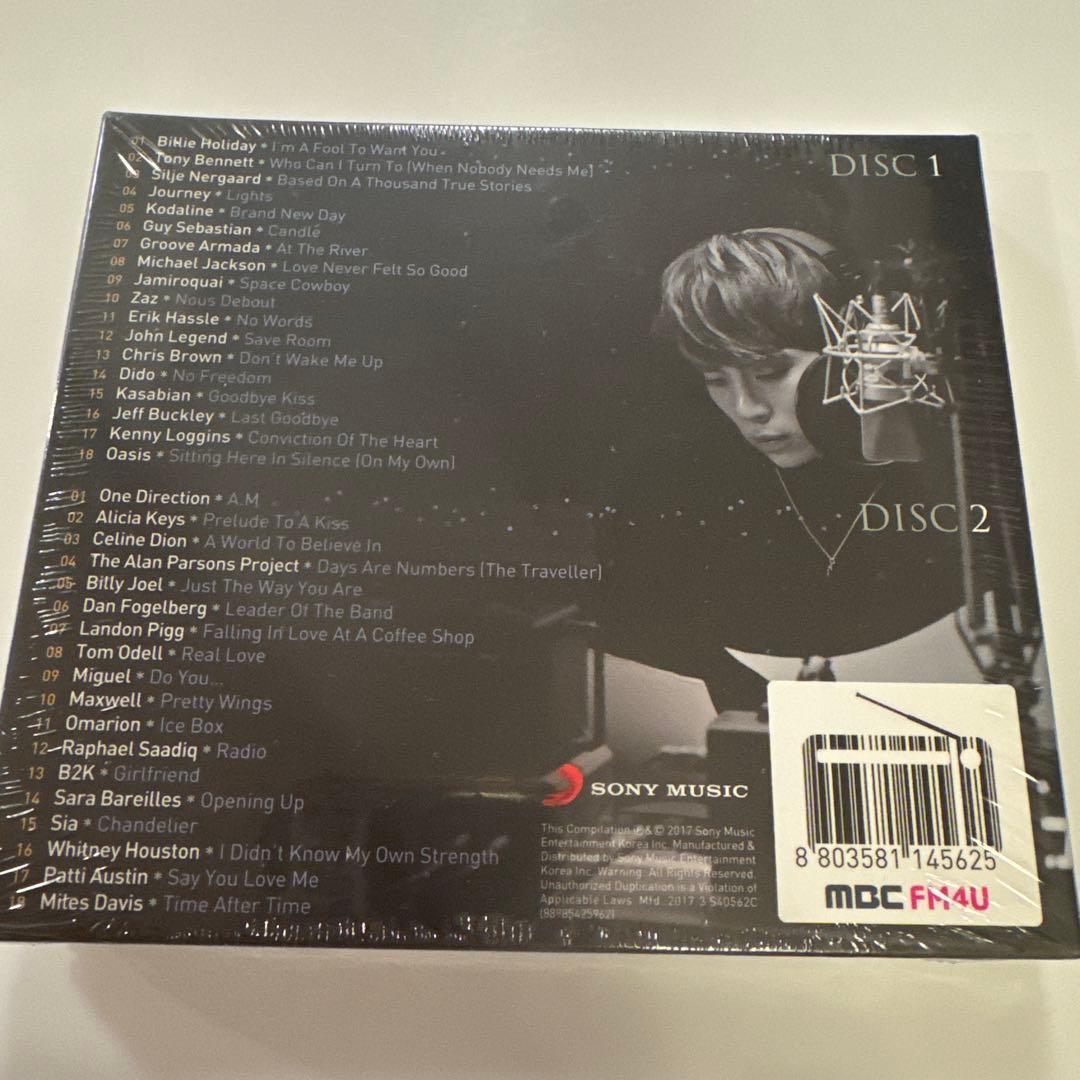 DISC 1
01 Billie Holiday * I'm A Fool To Want You
02 Tony Bennett * Who Can I Turn To (When Nobody Needs Me)
03 Silje Nergaard * Based On A Thousand True Stories
04 Journey * Lights
05 Kodaline * Brand New Day
06 Guy Sebastian * Candle
07 Groove Armada * At The River
08 Michael Jackson * Love Never Felt So Good
09 Jamiroquai * Space Cowboy
10 Zaz * Nous Debout
11 Erik Hassle * No Words
12 John Legend * Save Room
13 Chris Brown * Don't Wake Me Up
14 Dido * No Freedom
15 Kasabian * Goodbye Kiss
16 Jeff Buckley * Last Goodbye
17 Kenny Loggins * Conviction Of The Heart
18 Oasis * Sitting Here In Silence (On My Own)
DISC 2
01 One Direction * A.M
02 Alicia Keys * Prelude To A Kiss
03 Celine Dion * A World To Believe In
04 The Alan Parsons Project * Days Are Numbers (The Traveller)
05 Billy Joel * Just The Way You Are
06 Dan Fogelberg * Leader Of The Band
07 Landon Pigg * Falling In Love At A Coffee Shop
08 Tom Odell * Real Love
09 Miguel * Do You...
10 Maxwell * Pretty Wings
11 Omarion * Ice Box
12 Raphael Saadiq * Radio
13 B2K * Girlfriend
14 Sara Bareilles * Opening Up
15 Sia * Chandelier
16 Whitney Houston * I Didn't Know My Own Strength
17 Patti Austin * Say You Love Me
18 Miles Davis * Time After Time
SONY MUSIC
This Compilation ℗ & © 2017 Sony Music
Entertainment Korea Inc. Manufactured &
Distributed by Sony Music Entertainment
Korea Inc. Warning: All Rights Reserved.
Unauthorized Duplication is a Violation of
Applicable Laws. Mfd. 2017.3 S40562C
(88985425962)
8 803581 145625
MBC FM4U